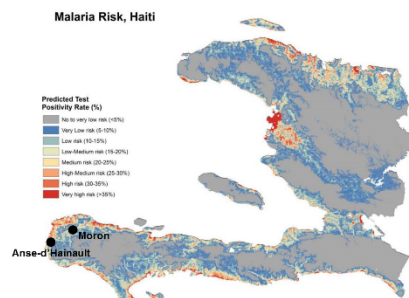 Malaria Risk, Haiti
Predicted Test
Positivity Rate (%)
No to very low risk (<5%)
Very Low risk (5-10%)
Low risk (10-15%)
Low-Medium risk (15-20%)
Medium risk (20-25%)
High-Medium risk (25-30%)
High risk (30-35%)
Very high risk (>35%)
Moron
Anse-d'Hainault